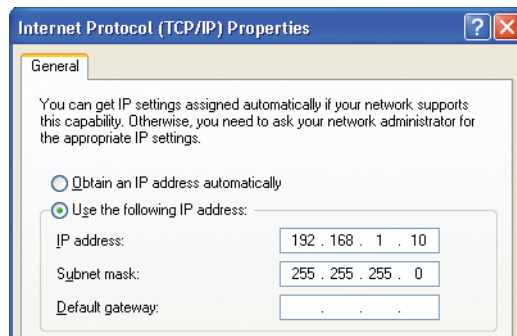 Internet Protocol (TCP/IP) Properties
General
You can get IP settings assigned automatically if your network supports
this capability. Otherwise, you need to ask your network administrator for
the appropriate IP settings.
Obtain an IP address automatically
Use the following IP address:
IP address: 192 . 168 . 1 . 10
Subnet mask: 255 . 255 . 255 . 0
Default gateway: . . .